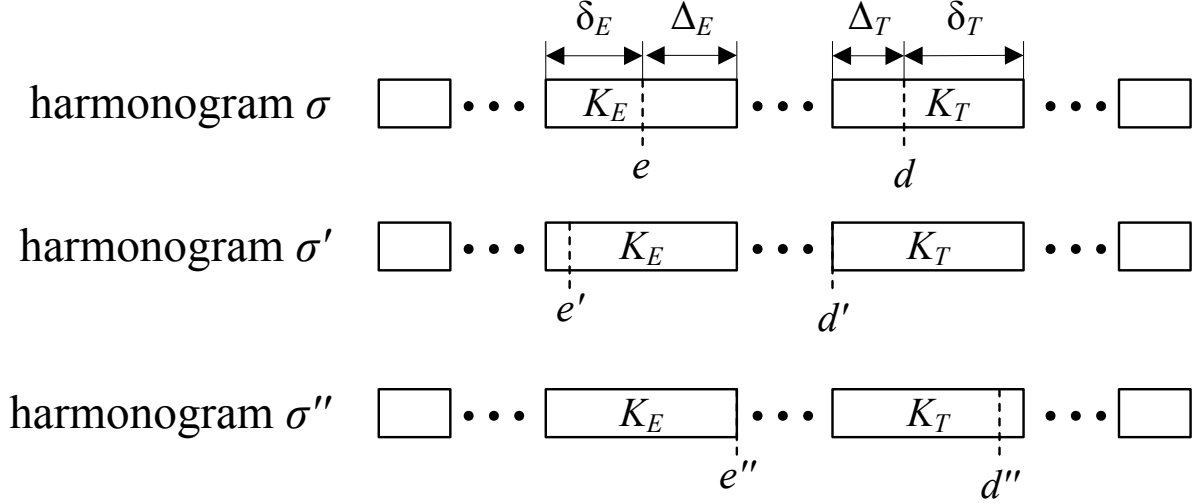 δ_E Δ_E Δ_T δ_T
harmonogram σ K_E K_T
e d
harmonogram σ′ K_E K_T
e′ d′
harmonogram σ″ K_E K_T
e″ d″